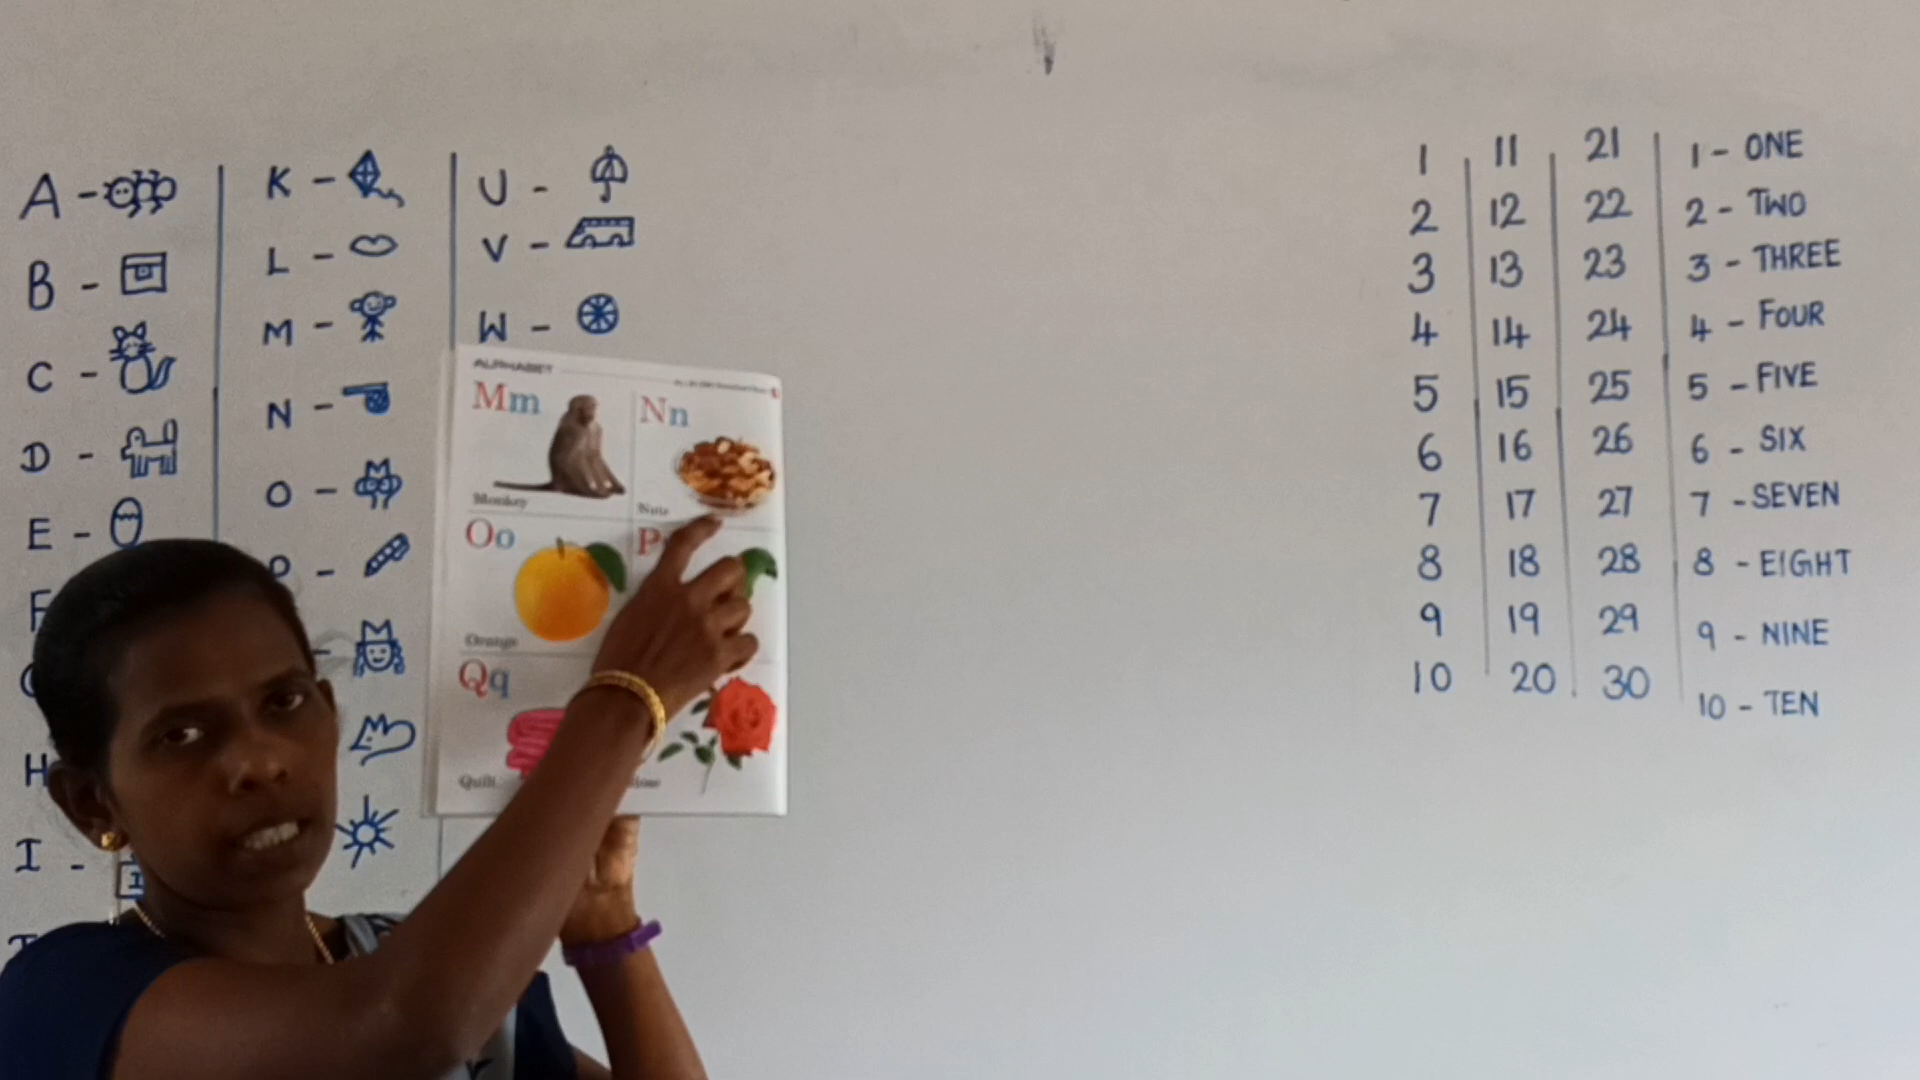 A -
B -
C -
D -
E -
F
H
I -
K -
L -
M -
N -
O -
P -
U -
V -
W -
ALPHABET
Mm
Monkey
Nn
Nuts
Oo
Orange
P
Qq
Quilt
1 11 21 1 - ONE
2 12 22 2 - TWO
3 13 23 3 - THREE
4 14 24 4 - FOUR
5 15 25 5 - FIVE
6 16 26 6 - SIX
7 17 27 7 - SEVEN
8 18 28 8 - EIGHT
9 19 29 9 - NINE
10 20 30 10 - TEN